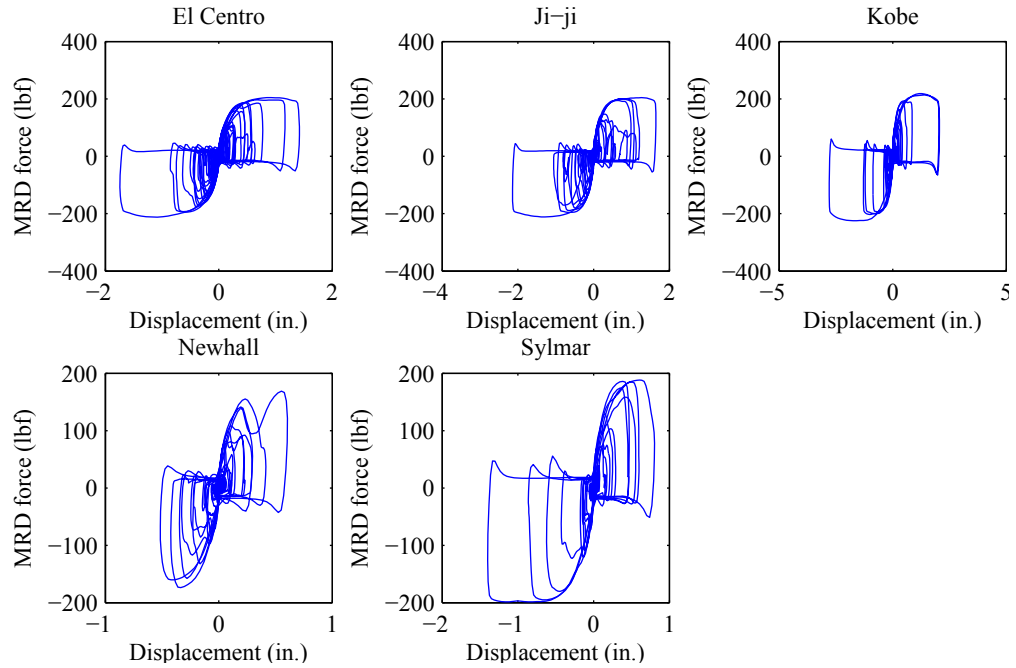 El Centro
400
200
0
−200
−400
−2
0
2
MRD force (lbf)
Displacement (in.)
Ji−ji
400
200
0
−200
−400
−4
−2
0
2
4
MRD force (lbf)
Displacement (in.)
Kobe
400
200
0
−200
−400
−5
0
5
MRD force (lbf)
Displacement (in.)
Newhall
200
100
0
−100
−200
−1
0
1
MRD force (lbf)
Displacement (in.)
Sylmar
200
100
0
−100
−200
−2
−1
0
1
MRD force (lbf)
Displacement (in.)